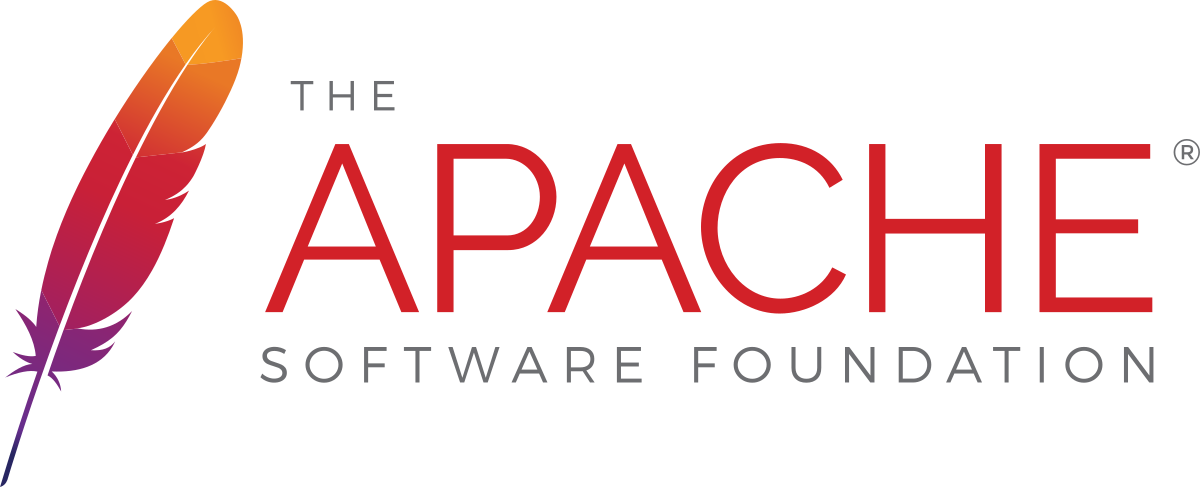 THE
APACHE®
SOFTWARE FOUNDATION